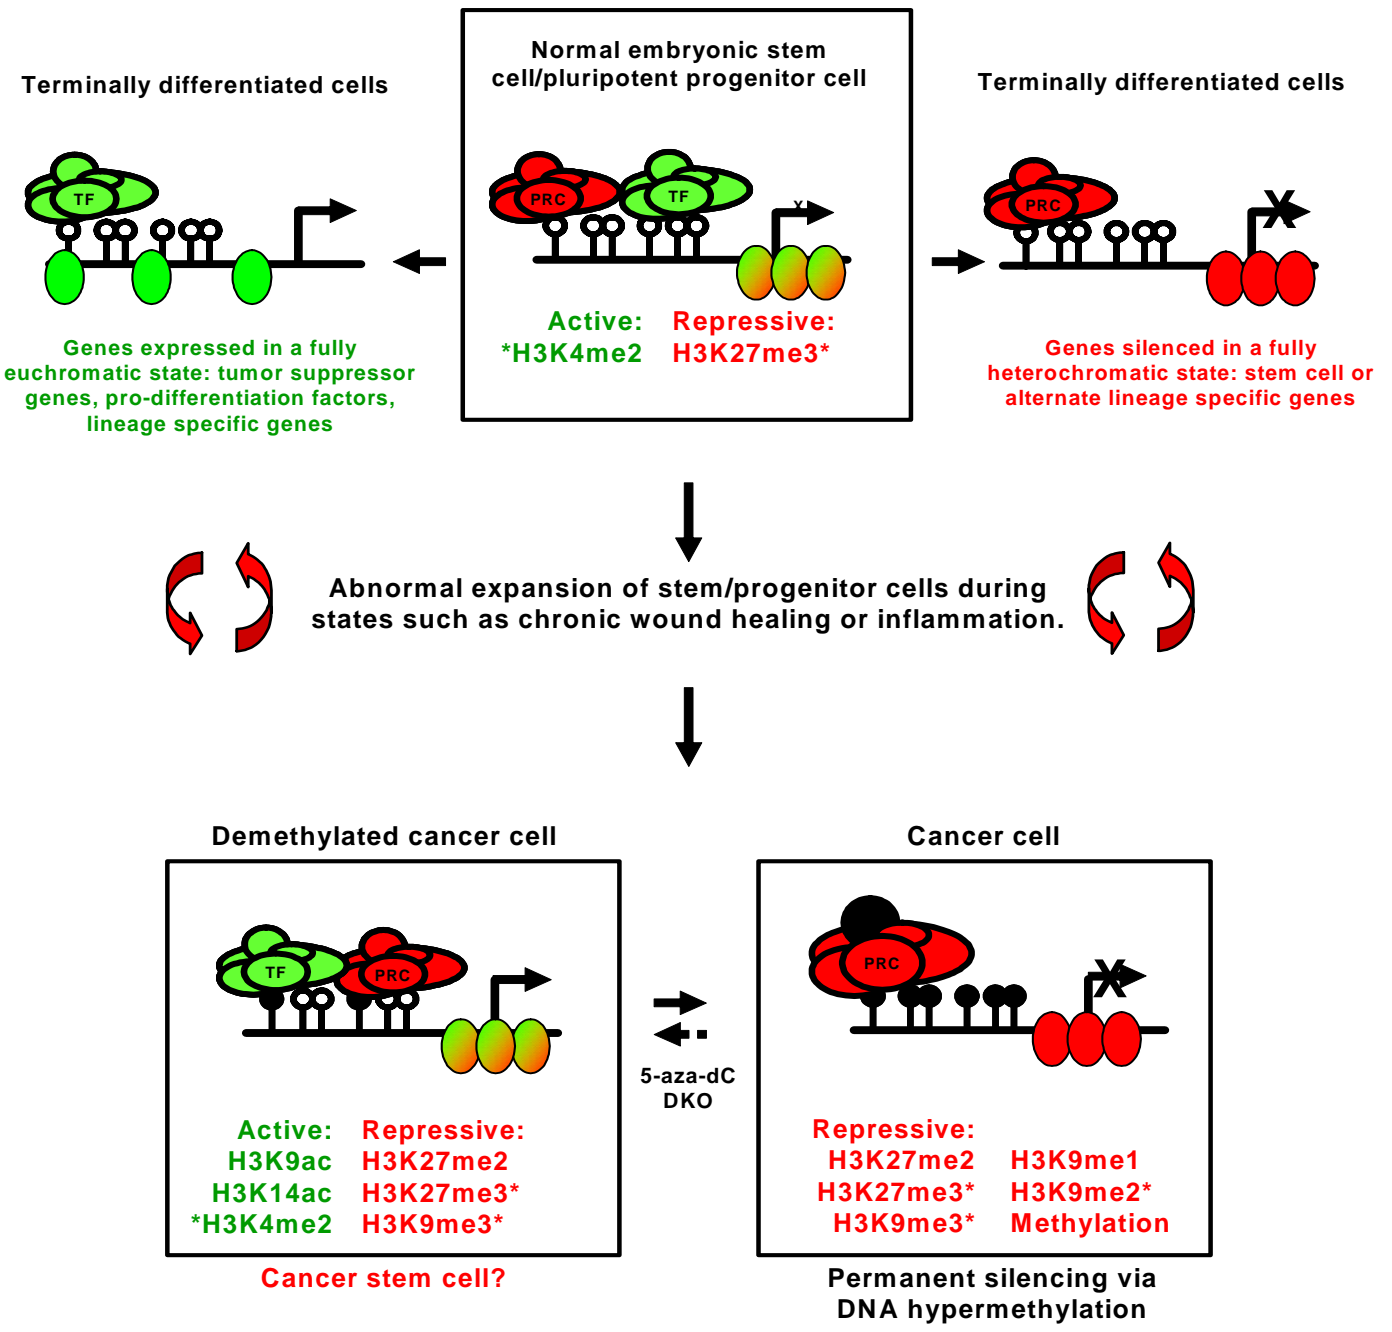 Normal embryonic stem
cell/pluripotent progenitor cell
Terminally differentiated cells
Terminally differentiated cells
TF
PRC
TF
x
PRC
X
Active:
Repressive:
*H3K4me2
H3K27me3*
Genes expressed in a fully
euchromatic state: tumor suppressor
genes, pro-differentiation factors,
lineage specific genes
Genes silenced in a fully
heterochromatic state: stem cell or
alternate lineage specific genes
Abnormal expansion of stem/progenitor cells during
states such as chronic wound healing or inflammation.
Demethylated cancer cell
TF
PRC
Active:
Repressive:
H3K9ac
H3K27me2
H3K14ac
H3K27me3*
*H3K4me2
H3K9me3*
Cancer stem cell?
5-aza-dC
DKO
Cancer cell
PRC
X
Repressive:
H3K27me2
H3K9me1
H3K27me3*
H3K9me2*
H3K9me3*
Methylation
Permanent silencing via
DNA hypermethylation